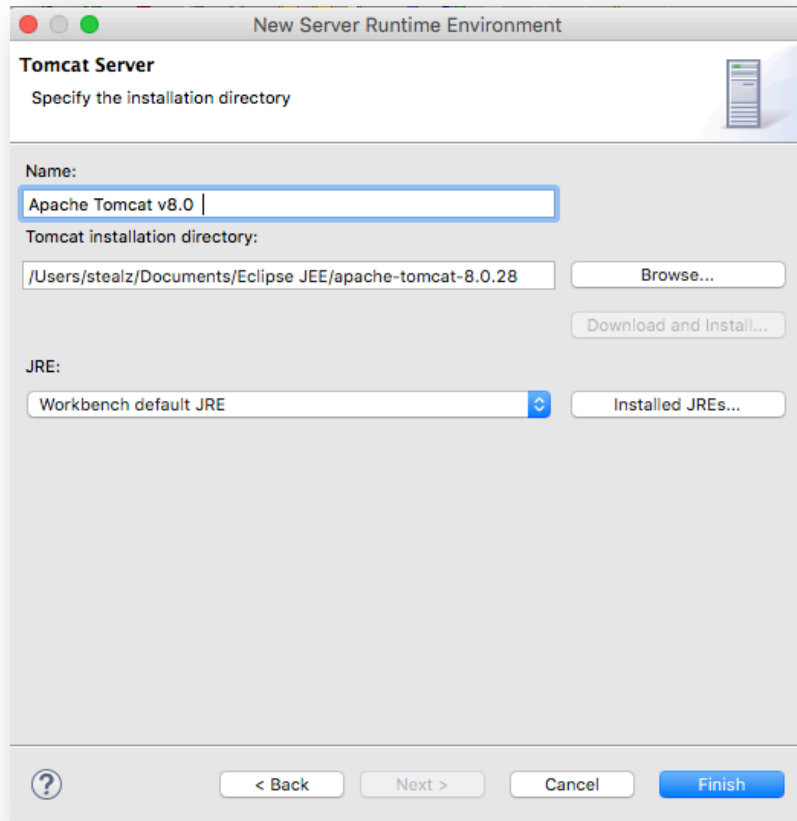 New Server Runtime Environment
Tomcat Server
Specify the installation directory
Name:
Apache Tomcat v8.0
Tomcat installation directory:
/Users/stealz/Documents/Eclipse JEE/apache-tomcat-8.0.28
Browse...
Download and Install...
JRE:
Workbench default JRE
Installed JREs...
?
< Back
Next >
Cancel
Finish